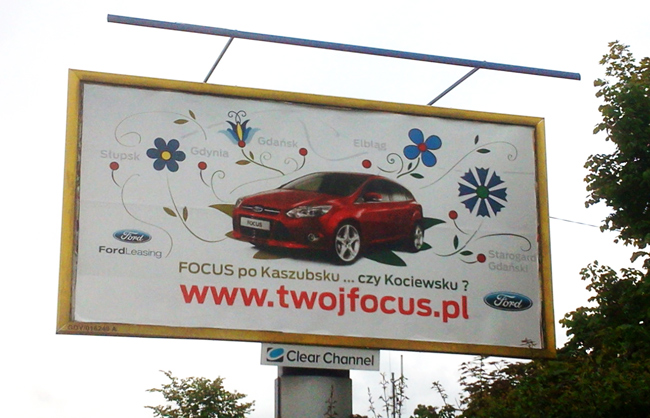 Słupsk
Gdynia
Gdańsk
Elbląg
Starogard
Gdański
FOCUS
Ford
FordLeasing
FOCUS po Kaszubsku ... czy Kociewsku ?
www.twojfocus.pl
Ford
Clear Channel